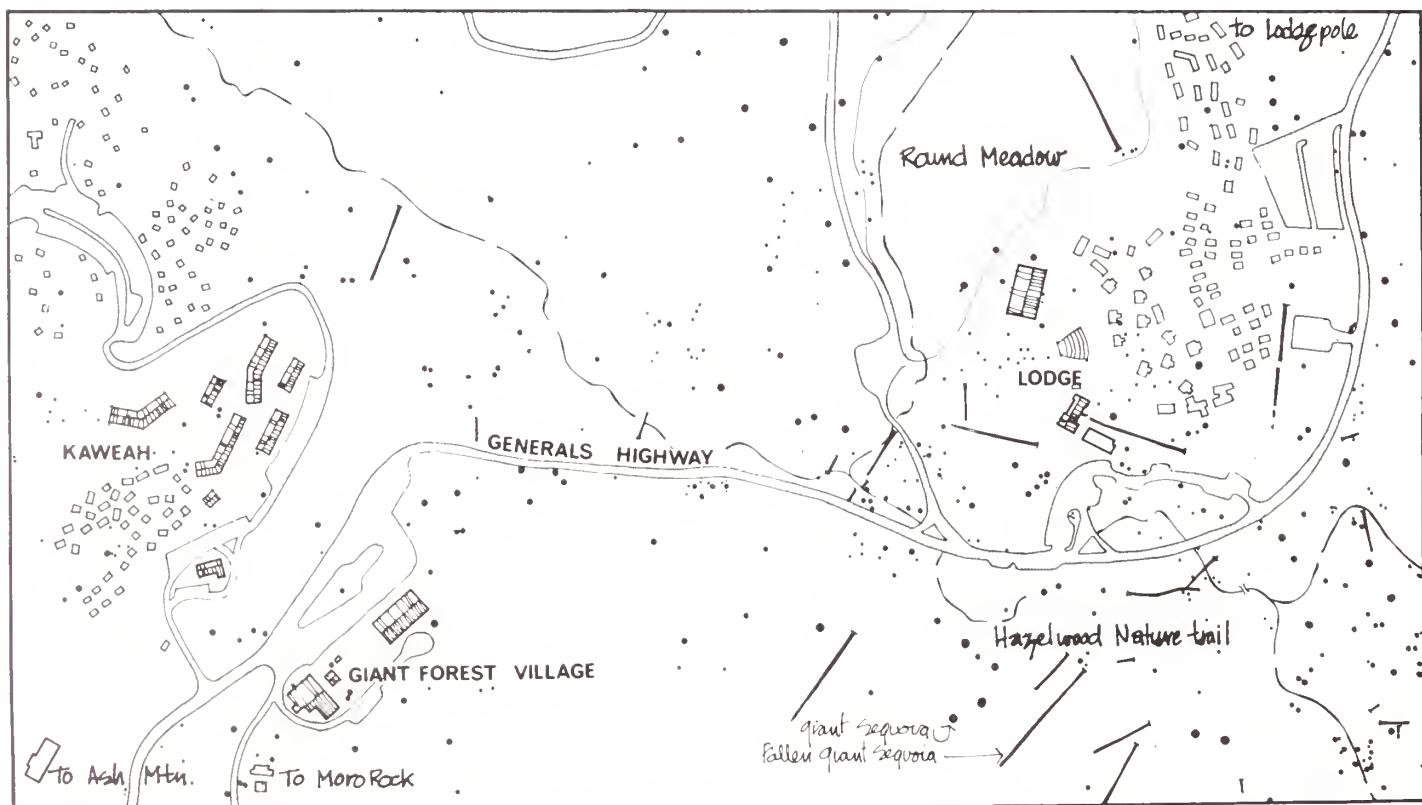 to Lodgepole
Round Meadow
LODGE
KAWEAH
GENERALS HIGHWAY
Hazelwood Nature trail
GIANT FOREST VILLAGE
giant sequoia
Fallen giant sequoia
To Ash Mtn.
To Moro Rock